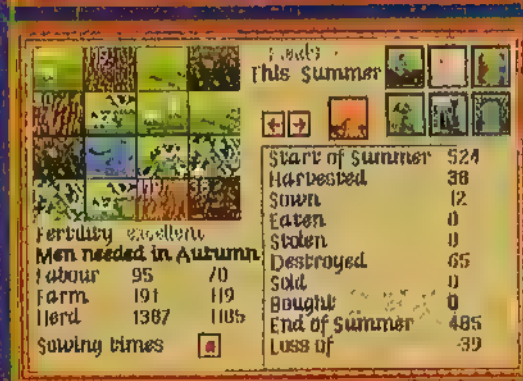 This Summer
Fertility excellent
Men needed in Autumn
Labour 95 70
Farm 191 119
Herd 1387
Sowing times
Start of Summer 524
Harvested 38
Sown 12
Eaten 0
Stolen 0
Destroyed 65
Sold 0
Bought 0
End of Summer 485
Loss of -39